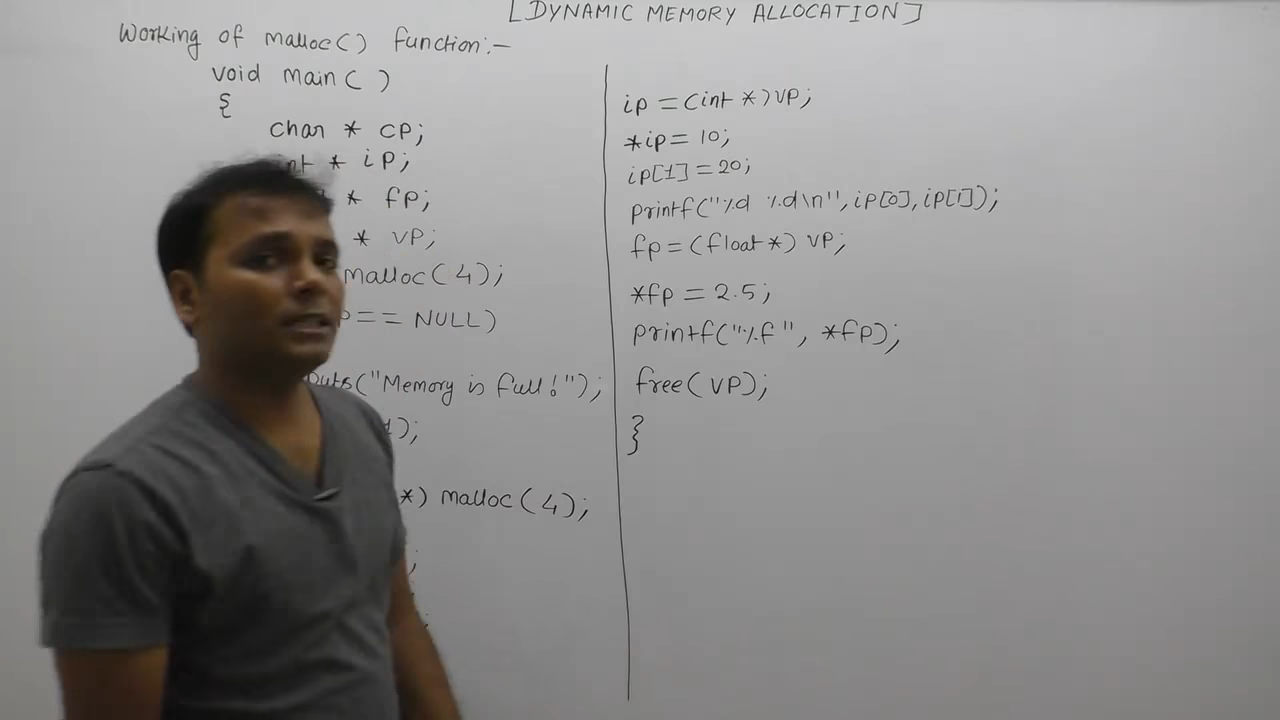 [DYNAMIC MEMORY ALLOCATION]
Working of malloc() function:-
void main( )
{
char * cp;
* ip;
* fp;
* vp;
malloc(4);
== NULL)
("Memory is full!");
);
*) malloc(4);
;
;
ip = (int *) vp;
*ip = 10;
ip[1] = 20;
printf("%d %d\n", ip[0], ip[1]);
fp = (float*) vp;
*fp = 2.5;
printf("%f", *fp);
free(vp);
}